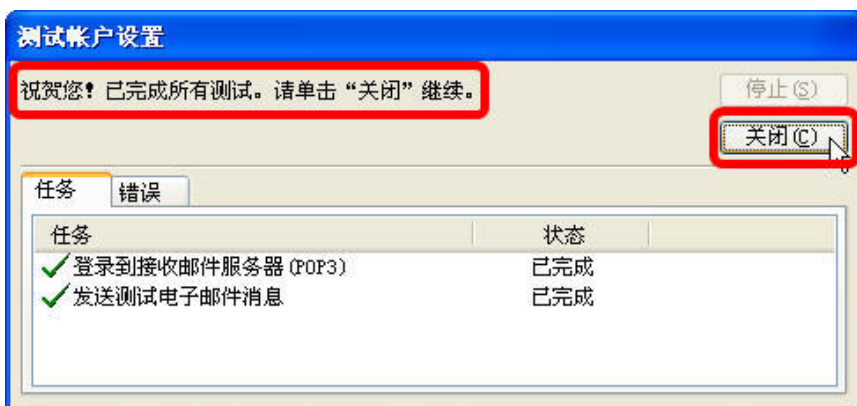 测试帐户设置
祝贺您！已完成所有测试。请单击“关闭”继续。
停止(S)
关闭(C)
任务 错误
任务 状态
登录到接收邮件服务器(POP3) 已完成
发送测试电子邮件消息 已完成